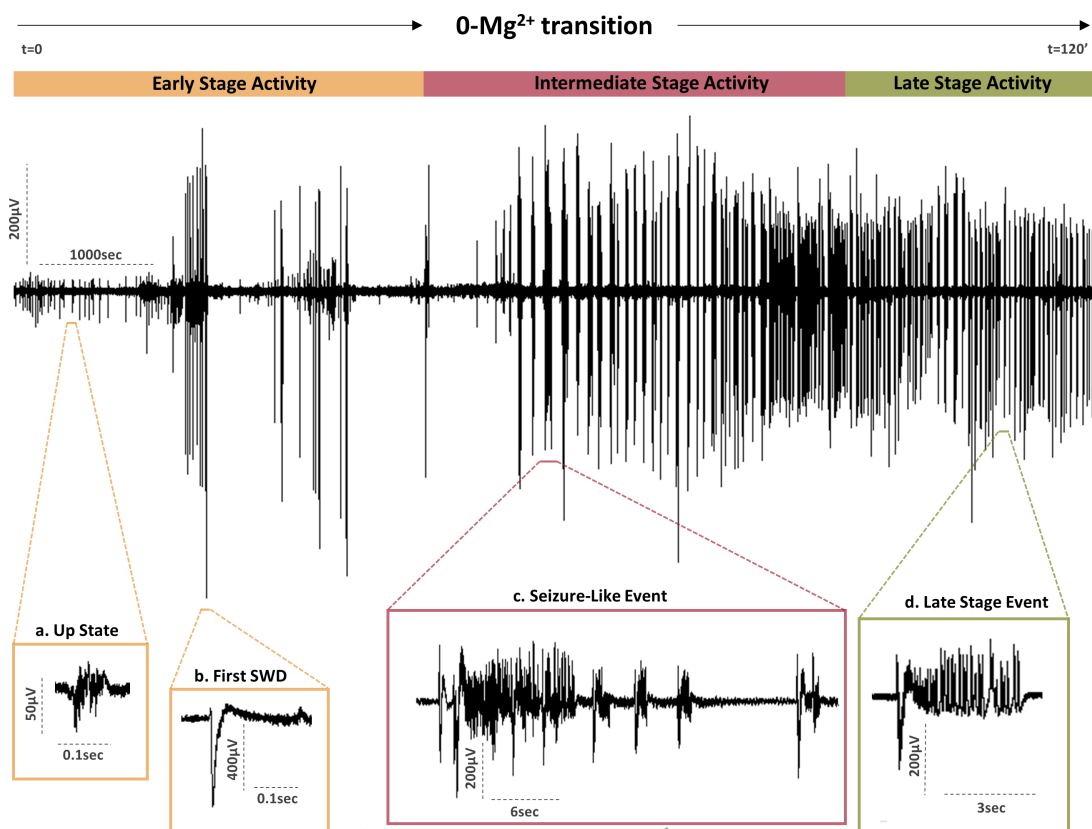 0-Mg²⁺ transition
t=0
t=120'
Early Stage Activity
Intermediate Stage Activity
Late Stage Activity
200µV
1000sec
a. Up State
50µV
0.1sec
b. First SWD
400µV
0.1sec
c. Seizure-Like Event
200µV
6sec
d. Late Stage Event
200µV
3sec